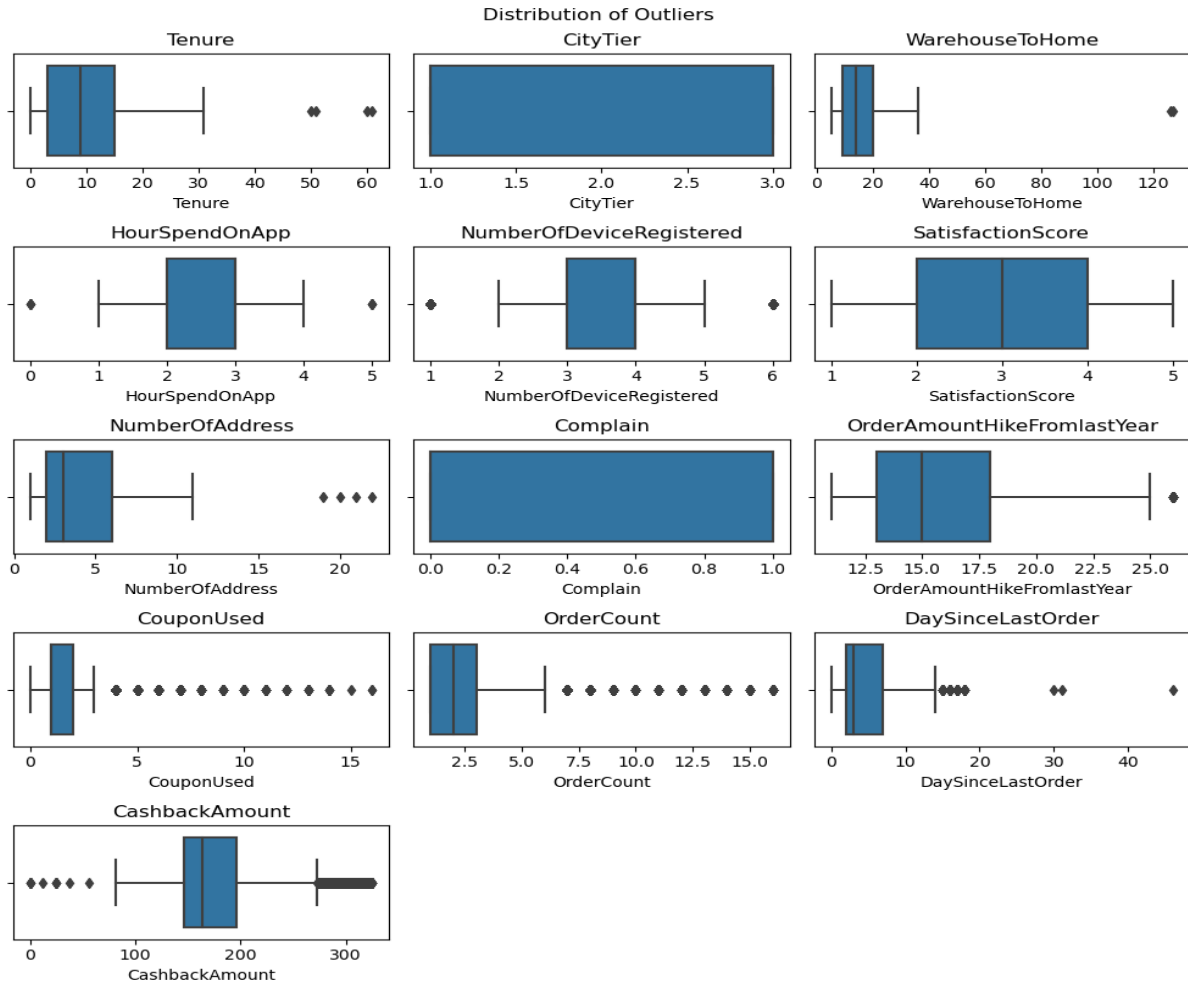 Distribution of Outliers
Tenure CityTier WarehouseToHome
0 10 20 30 40 50 60 1.0 1.5 2.0 2.5 3.0 0 20 40 60 80 100 120
Tenure CityTier WarehouseToHome
HourSpendOnApp NumberOfDeviceRegistered SatisfactionScore
0 1 2 3 4 5 1 2 3 4 5 6 1 2 3 4 5
HourSpendOnApp NumberOfDeviceRegistered SatisfactionScore
NumberOfAddress Complain OrderAmountHikeFromlastYear
0 5 10 15 20 0.0 0.2 0.4 0.6 0.8 1.0 12.5 15.0 17.5 20.0 22.5 25.0
NumberOfAddress Complain OrderAmountHikeFromlastYear
CouponUsed OrderCount DaySinceLastOrder
0 5 10 15 2.5 5.0 7.5 10.0 12.5 15.0 0 10 20 30 40
CouponUsed OrderCount DaySinceLastOrder
CashbackAmount
0 100 200 300
CashbackAmount